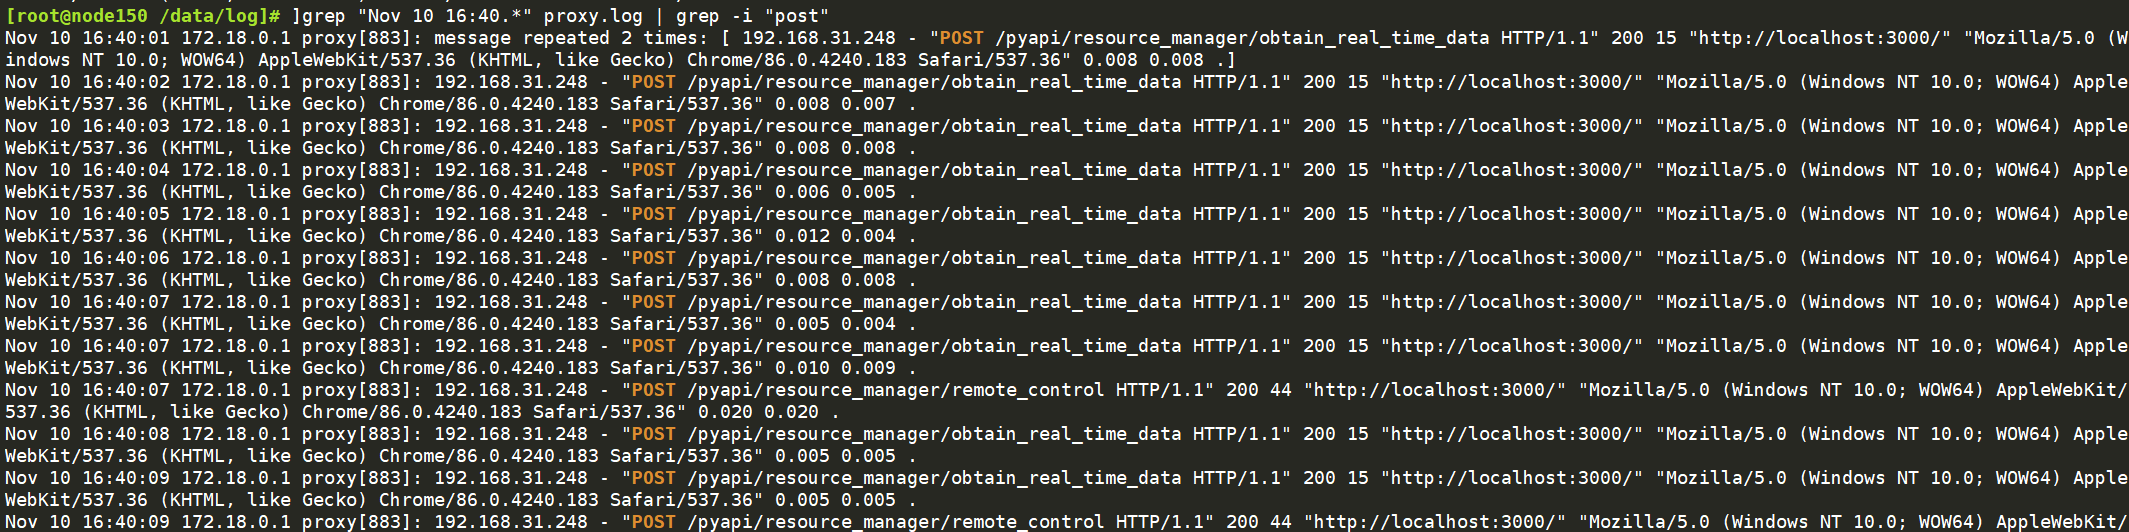 [root@node150 /data/log]# ]grep "Nov 10 16:40.*" proxy.log | grep -i "post"
Nov 10 16:40:01 172.18.0.1 proxy[883]: message repeated 2 times: [ 192.168.31.248 - "POST /pyapi/resource_manager/obtain_real_time_data HTTP/1.1" 200 15 "http://localhost:3000/" "Mozilla/5.0 (W
indows NT 10.0; WOW64) AppleWebKit/537.36 (KHTML, like Gecko) Chrome/86.0.4240.183 Safari/537.36" 0.008 0.008 .]
Nov 10 16:40:02 172.18.0.1 proxy[883]: 192.168.31.248 - "POST /pyapi/resource_manager/obtain_real_time_data HTTP/1.1" 200 15 "http://localhost:3000/" "Mozilla/5.0 (Windows NT 10.0; WOW64) Apple
WebKit/537.36 (KHTML, like Gecko) Chrome/86.0.4240.183 Safari/537.36" 0.008 0.007 .
Nov 10 16:40:03 172.18.0.1 proxy[883]: 192.168.31.248 - "POST /pyapi/resource_manager/obtain_real_time_data HTTP/1.1" 200 15 "http://localhost:3000/" "Mozilla/5.0 (Windows NT 10.0; WOW64) Apple
WebKit/537.36 (KHTML, like Gecko) Chrome/86.0.4240.183 Safari/537.36" 0.008 0.008 .
Nov 10 16:40:04 172.18.0.1 proxy[883]: 192.168.31.248 - "POST /pyapi/resource_manager/obtain_real_time_data HTTP/1.1" 200 15 "http://localhost:3000/" "Mozilla/5.0 (Windows NT 10.0; WOW64) Apple
WebKit/537.36 (KHTML, like Gecko) Chrome/86.0.4240.183 Safari/537.36" 0.006 0.005 .
Nov 10 16:40:05 172.18.0.1 proxy[883]: 192.168.31.248 - "POST /pyapi/resource_manager/obtain_real_time_data HTTP/1.1" 200 15 "http://localhost:3000/" "Mozilla/5.0 (Windows NT 10.0; WOW64) Apple
WebKit/537.36 (KHTML, like Gecko) Chrome/86.0.4240.183 Safari/537.36" 0.012 0.004 .
Nov 10 16:40:06 172.18.0.1 proxy[883]: 192.168.31.248 - "POST /pyapi/resource_manager/obtain_real_time_data HTTP/1.1" 200 15 "http://localhost:3000/" "Mozilla/5.0 (Windows NT 10.0; WOW64) Apple
WebKit/537.36 (KHTML, like Gecko) Chrome/86.0.4240.183 Safari/537.36" 0.008 0.008 .
Nov 10 16:40:07 172.18.0.1 proxy[883]: 192.168.31.248 - "POST /pyapi/resource_manager/obtain_real_time_data HTTP/1.1" 200 15 "http://localhost:3000/" "Mozilla/5.0 (Windows NT 10.0; WOW64) Apple
WebKit/537.36 (KHTML, like Gecko) Chrome/86.0.4240.183 Safari/537.36" 0.005 0.004 .
Nov 10 16:40:07 172.18.0.1 proxy[883]: 192.168.31.248 - "POST /pyapi/resource_manager/obtain_real_time_data HTTP/1.1" 200 15 "http://localhost:3000/" "Mozilla/5.0 (Windows NT 10.0; WOW64) Apple
WebKit/537.36 (KHTML, like Gecko) Chrome/86.0.4240.183 Safari/537.36" 0.010 0.009 .
Nov 10 16:40:07 172.18.0.1 proxy[883]: 192.168.31.248 - "POST /pyapi/resource_manager/remote_control HTTP/1.1" 200 44 "http://localhost:3000/" "Mozilla/5.0 (Windows NT 10.0; WOW64) AppleWebKit/
537.36 (KHTML, like Gecko) Chrome/86.0.4240.183 Safari/537.36" 0.020 0.020 .
Nov 10 16:40:08 172.18.0.1 proxy[883]: 192.168.31.248 - "POST /pyapi/resource_manager/obtain_real_time_data HTTP/1.1" 200 15 "http://localhost:3000/" "Mozilla/5.0 (Windows NT 10.0; WOW64) Apple
WebKit/537.36 (KHTML, like Gecko) Chrome/86.0.4240.183 Safari/537.36" 0.005 0.005 .
Nov 10 16:40:09 172.18.0.1 proxy[883]: 192.168.31.248 - "POST /pyapi/resource_manager/obtain_real_time_data HTTP/1.1" 200 15 "http://localhost:3000/" "Mozilla/5.0 (Windows NT 10.0; WOW64) Apple
WebKit/537.36 (KHTML, like Gecko) Chrome/86.0.4240.183 Safari/537.36" 0.005 0.005 .
Nov 10 16:40:09 172.18.0.1 proxy[883]: 192.168.31.248 - "POST /pyapi/resource_manager/remote_control HTTP/1.1" 200 44 "http://localhost:3000/" "Mozilla/5.0 (Windows NT 10.0; WOW64) AppleWebKit/